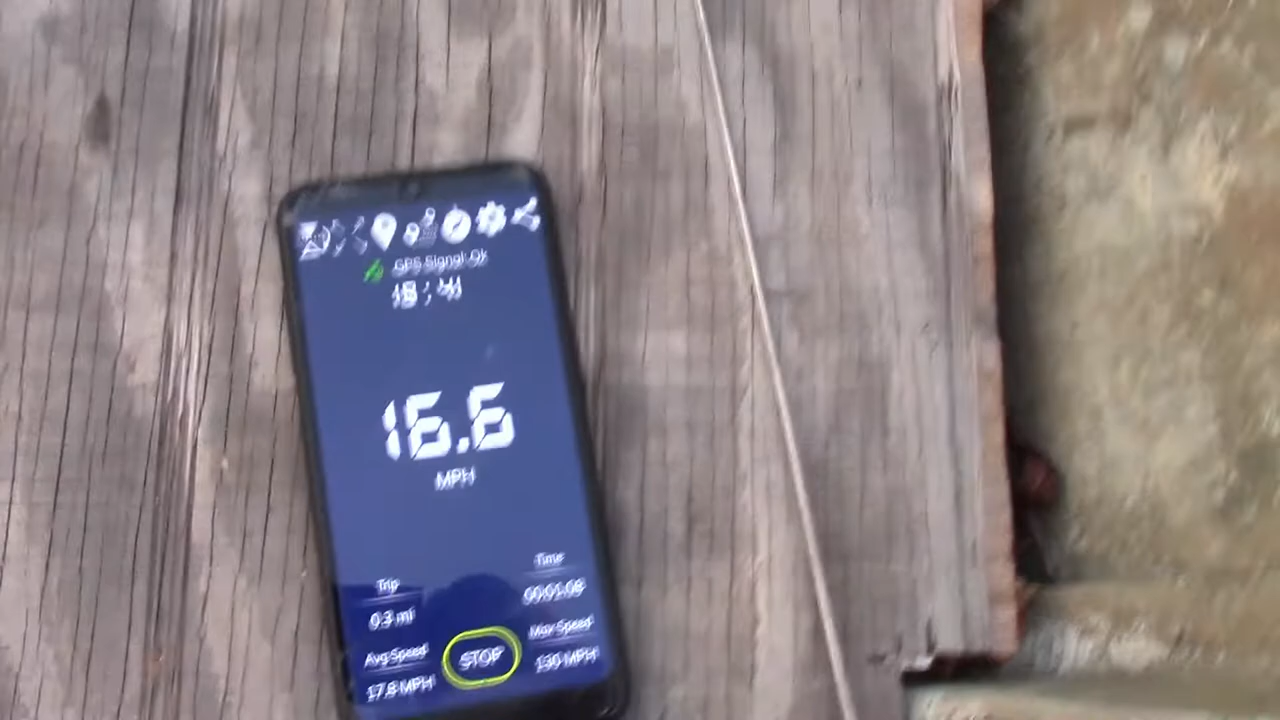 GPS Signal: Ok
16.6
MPH
Time
Trip
00:01:08
0.3 mi
Max Speed
Avg Speed
STOP
130 MPH
17.8 MPH